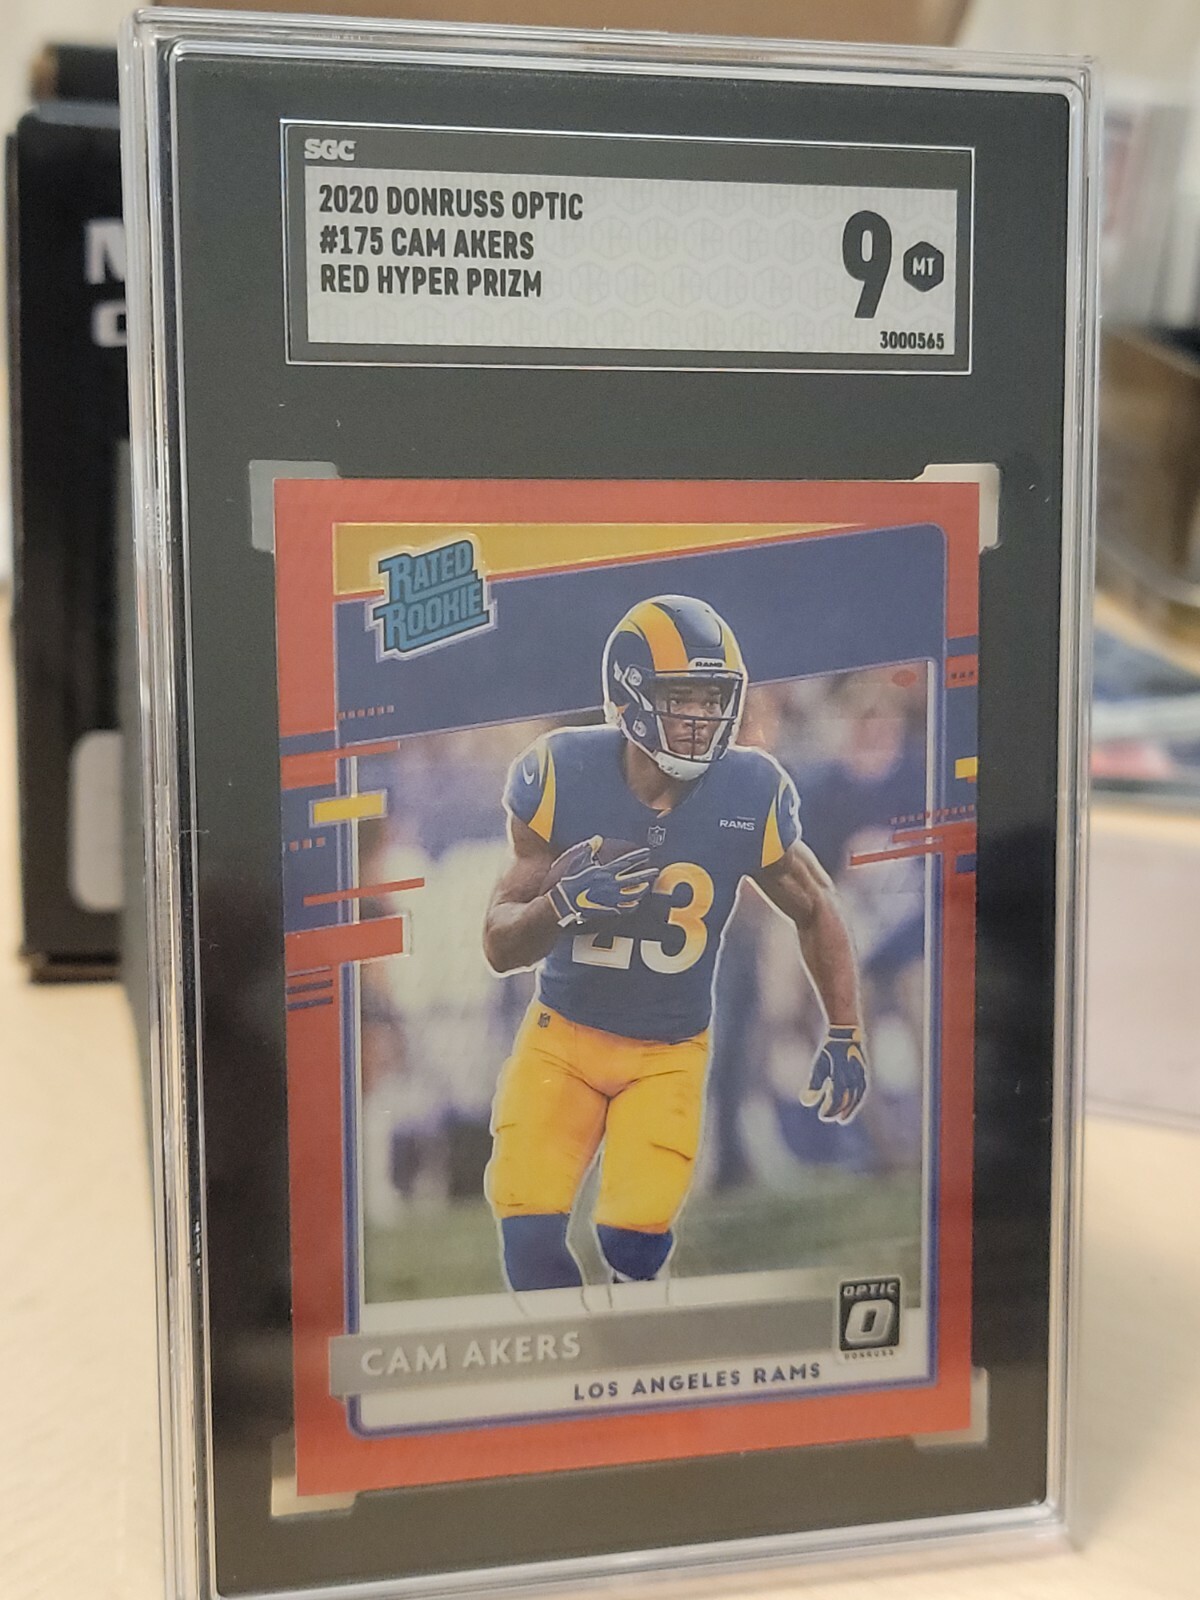 SGC
2020 DONRUSS OPTIC
#175 CAM AKERS
RED HYPER PRIZM
9 MT
3000565
RATED
ROOKIE
RAMS
RAMS
23
OPTIC
O
DONRUSS
CAM AKERS
LOS ANGELES RAMS